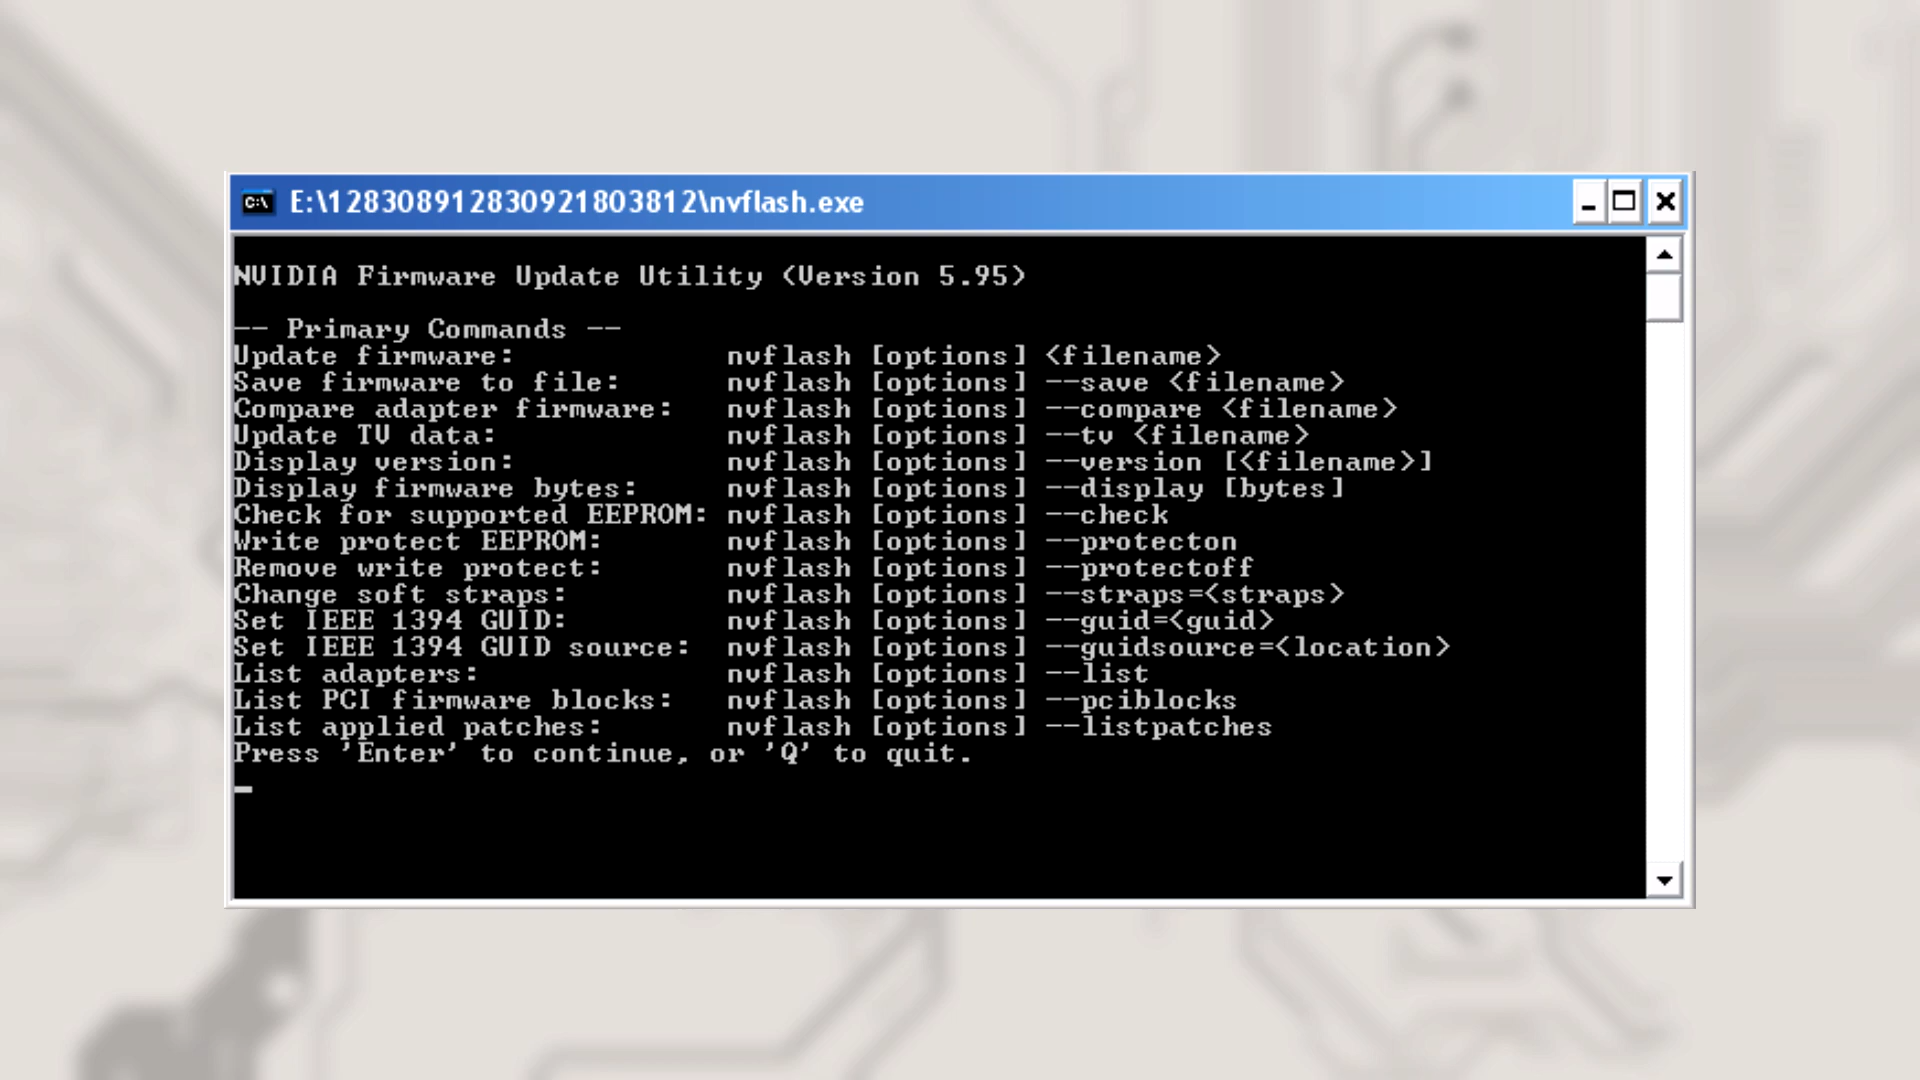 E:\128308912830921803812\nvflash.exe
NVIDIA Firmware Update Utility (Version 5.95)
-- Primary Commands --
Update firmware: nvflash [options] <filename>
Save firmware to file: nvflash [options] --save <filename>
Compare adapter firmware: nvflash [options] --compare <filename>
Update TV data: nvflash [options] --tv <filename>
Display version: nvflash [options] --version [<filename>]
Display firmware bytes: nvflash [options] --display [bytes]
Check for supported EEPROM: nvflash [options] --check
Write protect EEPROM: nvflash [options] --protecton
Remove write protect: nvflash [options] --protectoff
Change soft straps: nvflash [options] --straps=<straps>
Set IEEE 1394 GUID: nvflash [options] --guid=<guid>
Set IEEE 1394 GUID source: nvflash [options] --guidsource=<location>
List adapters: nvflash [options] --list
List PCI firmware blocks: nvflash [options] --pciblocks
List applied patches: nvflash [options] --listpatches
Press 'Enter' to continue, or 'Q' to quit.